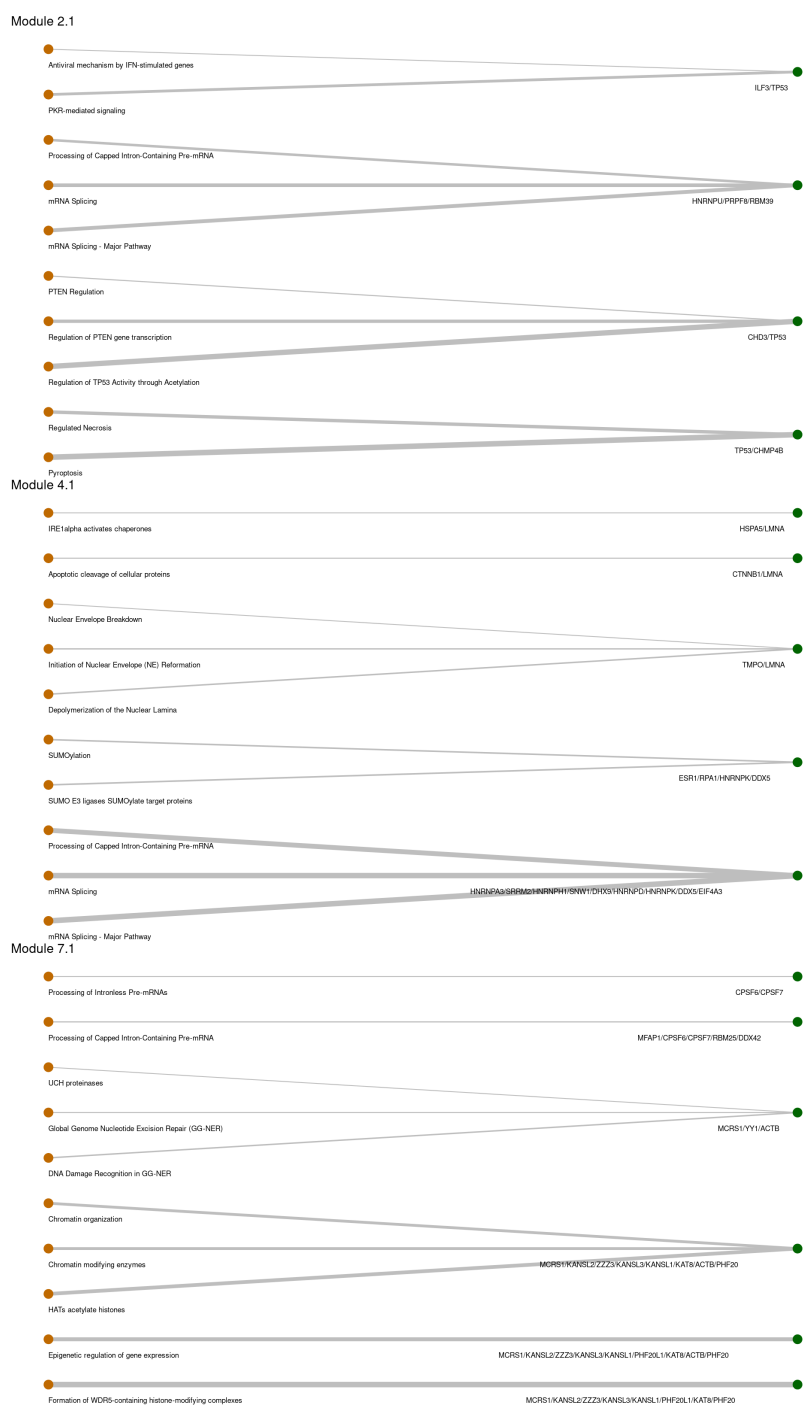 Module 2.1
Antiviral mechanism by IFN-stimulated genes
ILF3/TP53
PKR-mediated signaling
Processing of Capped Intron-Containing Pre-mRNA
mRNA Splicing
HNRNPU/PRPF8/RBM39
mRNA Splicing - Major Pathway
PTEN Regulation
Regulation of PTEN gene transcription
CHD3/TP53
Regulation of TP53 Activity through Acetylation
Regulated Necrosis
TP53/CHMP4B
Pyroptosis
Module 4.1
IRE1alpha activates chaperones
HSPA5/LMNA
Apoptotic cleavage of cellular proteins
CTNNB1/LMNA
Nuclear Envelope Breakdown
Initiation of Nuclear Envelope (NE) Reformation
TMPO/LMNA
Depolymerization of the Nuclear Lamina
SUMOylation
ESR1/RPA1/HNRNPK/DDX5
SUMO E3 ligases SUMOylate target proteins
Processing of Capped Intron-Containing Pre-mRNA
mRNA Splicing
HNRNPA3/SRRM2/HNRNPH1/SNW1/DHX9/HNRNPD/HNRNPK/DDX5/EIF4A3
mRNA Splicing - Major Pathway
Module 7.1
Processing of Intronless Pre-mRNAs
CPSF6/CPSF7
Processing of Capped Intron-Containing Pre-mRNA
MFAP1/CPSF6/CPSF7/RBM25/DDX42
UCH proteinases
Global Genome Nucleotide Excision Repair (GG-NER)
MCRS1/YY1/ACTB
DNA Damage Recognition in GG-NER
Chromatin organization
Chromatin modifying enzymes
MCRS1/KANSL2/ZZZ3/KANSL3/KANSL1/KAT8/ACTB/PHF20
HATs acetylate histones
Epigenetic regulation of gene expression
MCRS1/KANSL2/ZZZ3/KANSL3/KANSL1/PHF20L1/KAT8/ACTB/PHF20
Formation of WDR5-containing histone-modifying complexes
MCRS1/KANSL2/ZZZ3/KANSL3/KANSL1/PHF20L1/KAT8/PHF20